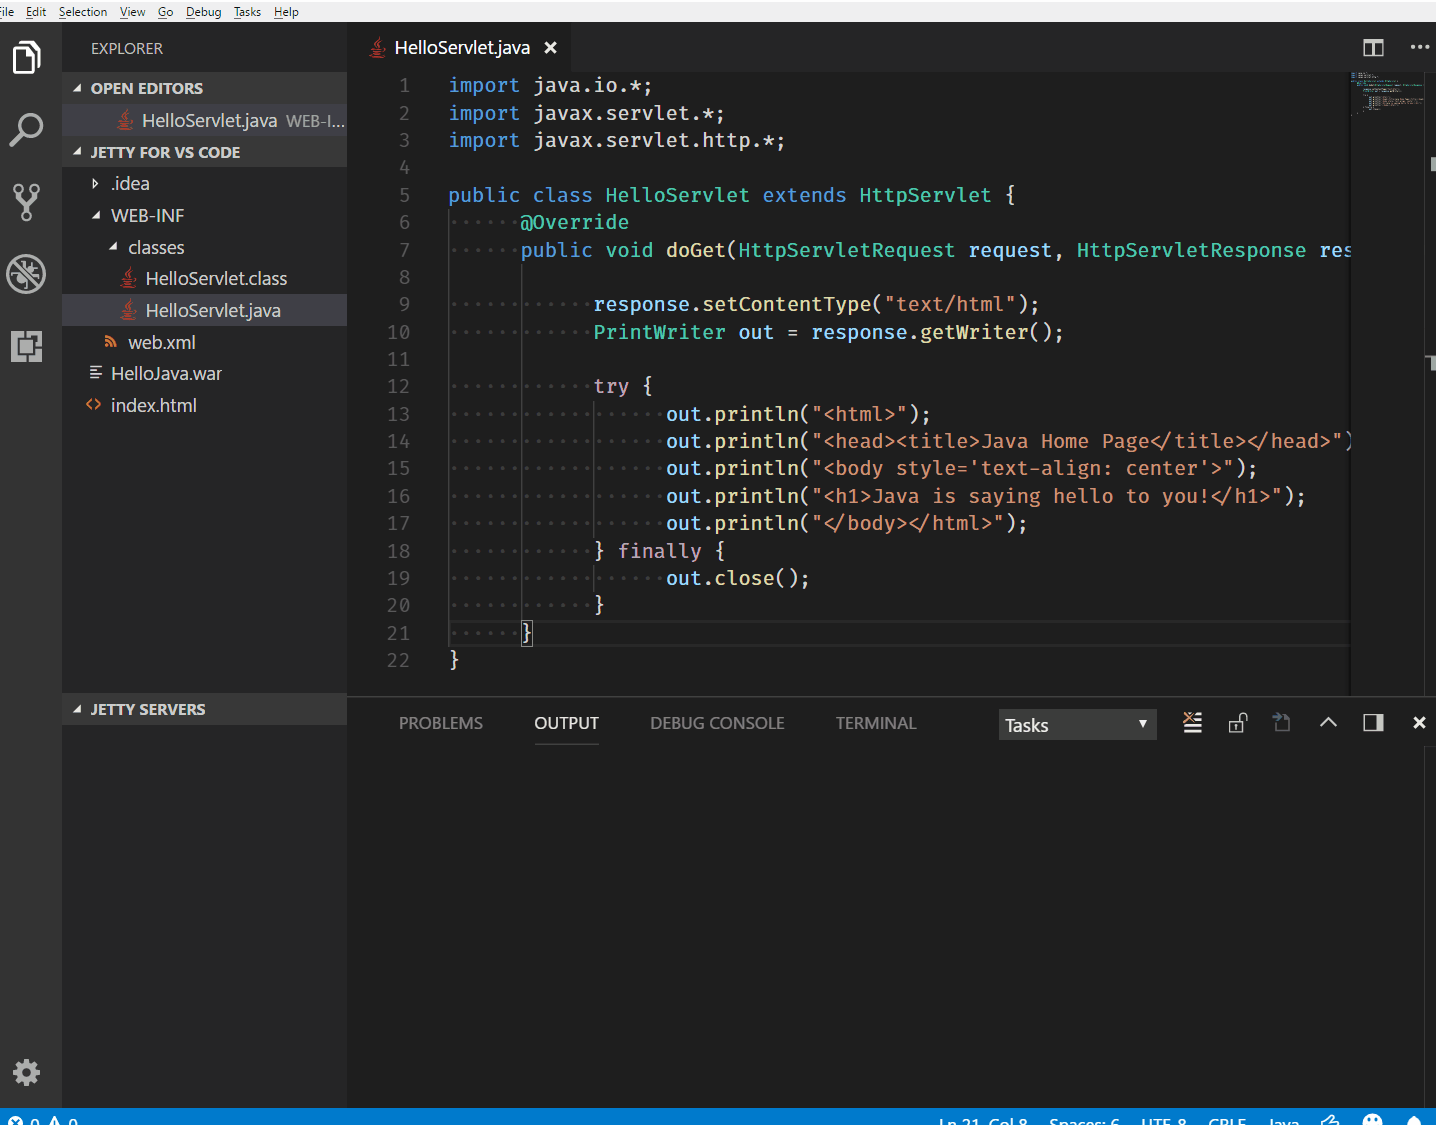 File Edit Selection View Go Debug Tasks Help
EXPLORER
OPEN EDITORS
HelloServlet.java WEB-I...
JETTY FOR VS CODE
.idea
WEB-INF
classes
HelloServlet.class
HelloServlet.java
web.xml
HelloJava.war
index.html
JETTY SERVERS
HelloServlet.java
1 import java.io.*;
2 import javax.servlet.*;
3 import javax.servlet.http.*;
4
5 public class HelloServlet extends HttpServlet {
6 @Override
7 public void doGet(HttpServletRequest request, HttpServletResponse res
8
9 response.setContentType("text/html");
10 PrintWriter out = response.getWriter();
11
12 try {
13 out.println("<html>");
14 out.println("<head><title>Java Home Page</title></head>")
15 out.println("<body style='text-align: center'>");
16 out.println("<h1>Java is saying hello to you!</h1>");
17 out.println("</body></html>");
18 } finally {
19 out.close();
20 }
21 }
22 }
PROBLEMS OUTPUT DEBUG CONSOLE TERMINAL Tasks
0 0 Ln 21, Col 8 Spaces: 6 UTF-8 CRLF Java